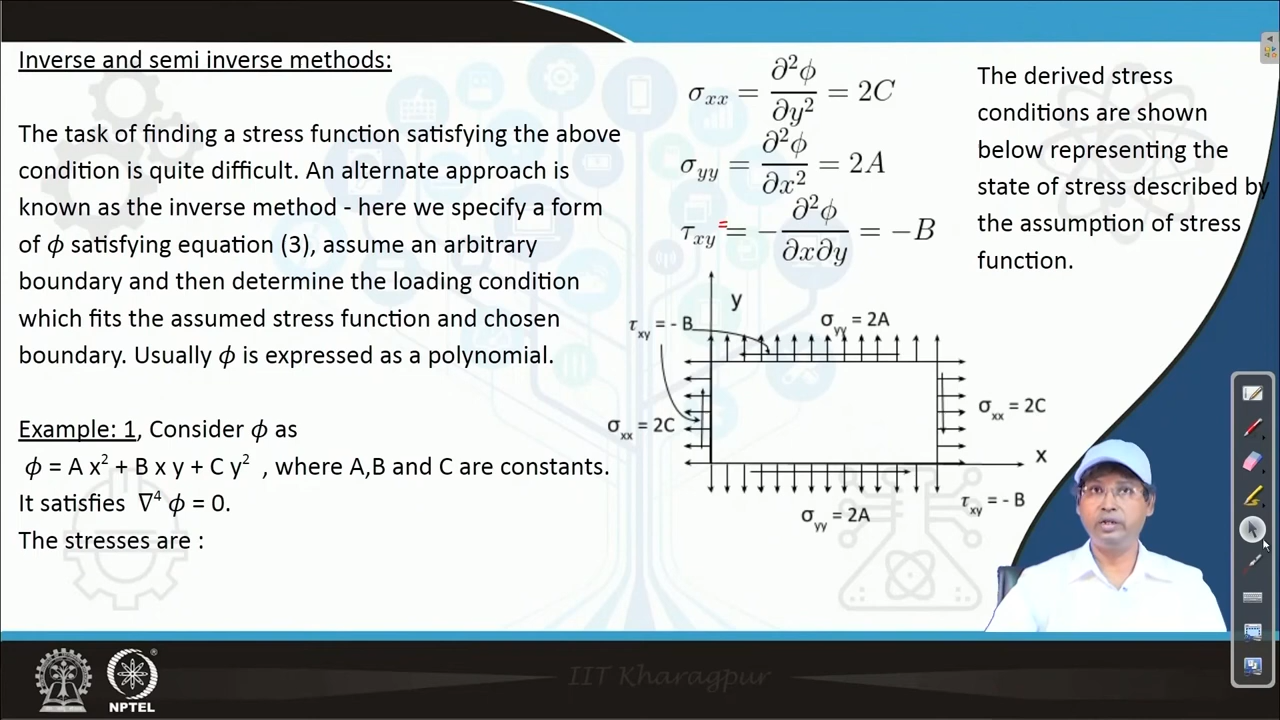 Inverse and semi inverse methods:
The task of finding a stress function satisfying the above
condition is quite difficult. An alternate approach is
known as the inverse method - here we specify a form
of ϕ satisfying equation (3), assume an arbitrary
boundary and then determine the loading condition
which fits the assumed stress function and chosen
boundary. Usually ϕ is expressed as a polynomial.
Example: 1, Consider ϕ as
ϕ = A x² + B x y + C y² , where A,B and C are constants.
It satisfies ∇⁴ ϕ = 0.
The stresses are :
σxx = ∂²ϕ/∂y² = 2C
σyy = ∂²ϕ/∂x² = 2A
τxy = = −∂²ϕ/∂x∂y = −B
The derived stress
conditions are shown
below representing the
state of stress described by
the assumption of stress
function.
y
τxy = - B
σyy = 2A
σxx = 2C
σxx = 2C
x
τxy = - B
σyy = 2A
IIT Kharagpur
NPTEL